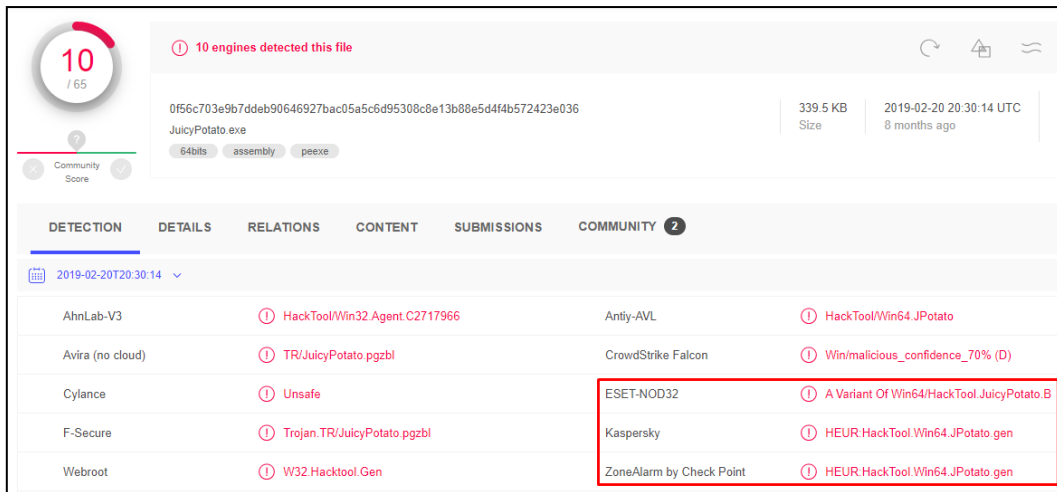 10
/ 65
?
Community
Score
10 engines detected this file
0f56c703e9b7ddeb90646927bac05a5c6d95308c8e13b88e5d4f4b572423e036
JuicyPotato.exe
64bits assembly peexe
339.5 KB
Size
2019-02-20 20:30:14 UTC
8 months ago
DETECTION DETAILS RELATIONS CONTENT SUBMISSIONS COMMUNITY 2
2019-02-20T20:30:14
AhnLab-V3 HackTool/Win32.Agent.C2717966 Antiy-AVL HackTool/Win64.JPotato
Avira (no cloud) TR/JuicyPotato.pgzbl CrowdStrike Falcon Win/malicious_confidence_70% (D)
Cylance Unsafe ESET-NOD32 A Variant Of Win64/HackTool.JuicyPotato.B
F-Secure Trojan.TR/JuicyPotato.pgzbl Kaspersky HEUR:HackTool.Win64.JPotato.gen
Webroot W32.Hacktool.Gen ZoneAlarm by Check Point HEUR:HackTool.Win64.JPotato.gen